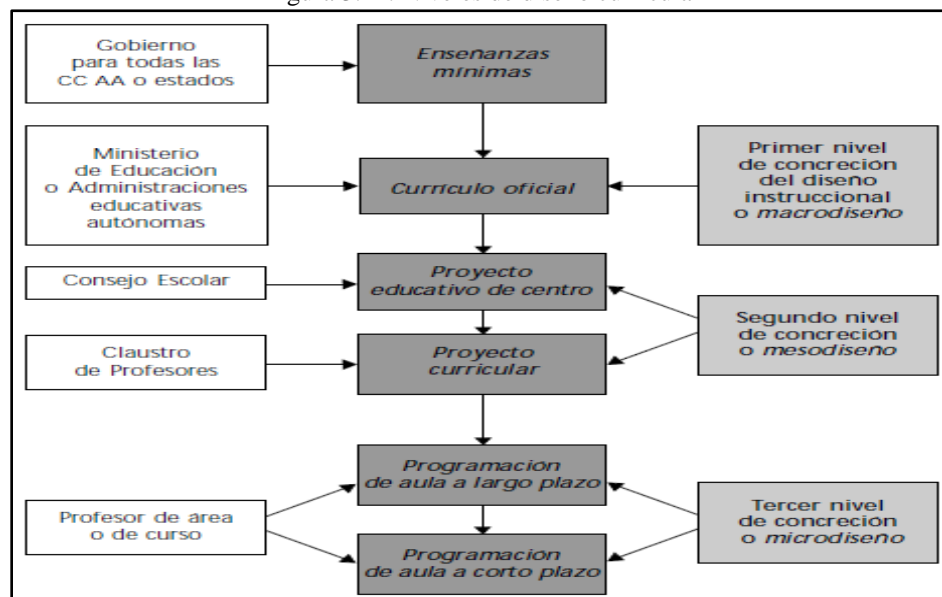 Gobierno
para todas las
CC AA o estados
Enseñanzas
mínimas
Ministerio
de Educación
o Administraciones
educativas
autónomas
Currículo oficial
Primer nivel
de concreción
del diseño
instruccional
o macrodiseño
Consejo Escolar
Proyecto
educativo de centro
Segundo nivel
de concreción
o mesodiseño
Claustro
de Profesores
Proyecto
curricular
Programación
de aula a largo plazo
Profesor de área
o de curso
Tercer nivel
de concreción
o microdiseño
Programación
de aula a corto plazo